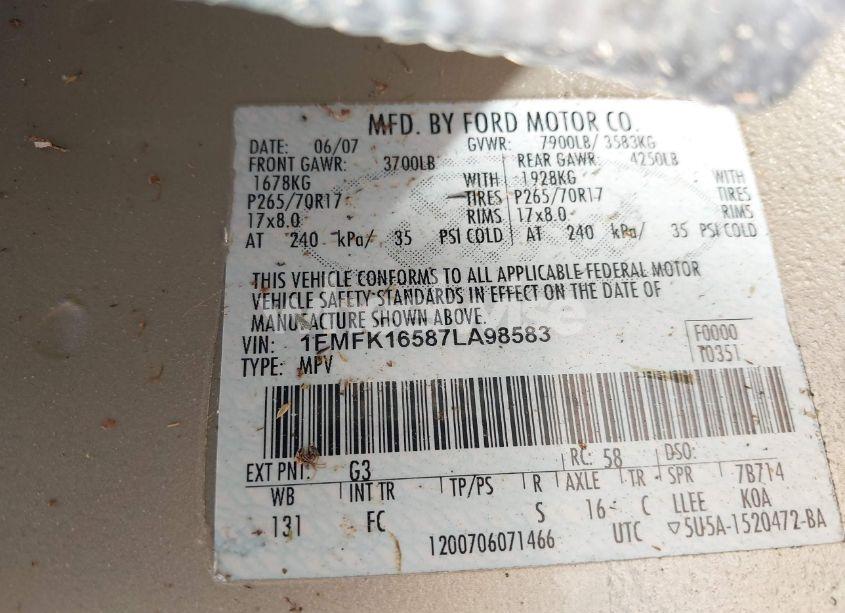 MFD. BY FORD MOTOR CO.
DATE: 06/07 GVWR: 7900LB/ 3583KG
FRONT GAWR: 3700LB REAR GAWR: 4250LB
1678KG WITH 1928KG WITH
P265/70R17 TIRES P265/70R17 TIRES
17x8.0 RIMS 17x8.0 RIMS
AT 240 kPa/ 35 PSI COLD AT 240 kPa/ 35 PSI COLD
THIS VEHICLE CONFORMS TO ALL APPLICABLE FEDERAL MOTOR
VEHICLE SAFETY STANDARDS IN EFFECT ON THE DATE OF
MANUFACTURE SHOWN ABOVE.
VIN: 1FMFK16587LA98583 F0000
TYPE: MPV T0351
EXT PNT: G3 RC: 58 DSO:
WB INT TR TP/PS R AXLE TR SPR 7B714
131 FC S 16 C LLEE KOA
1200706071466 UTC ▽5U5A-1520472-BA